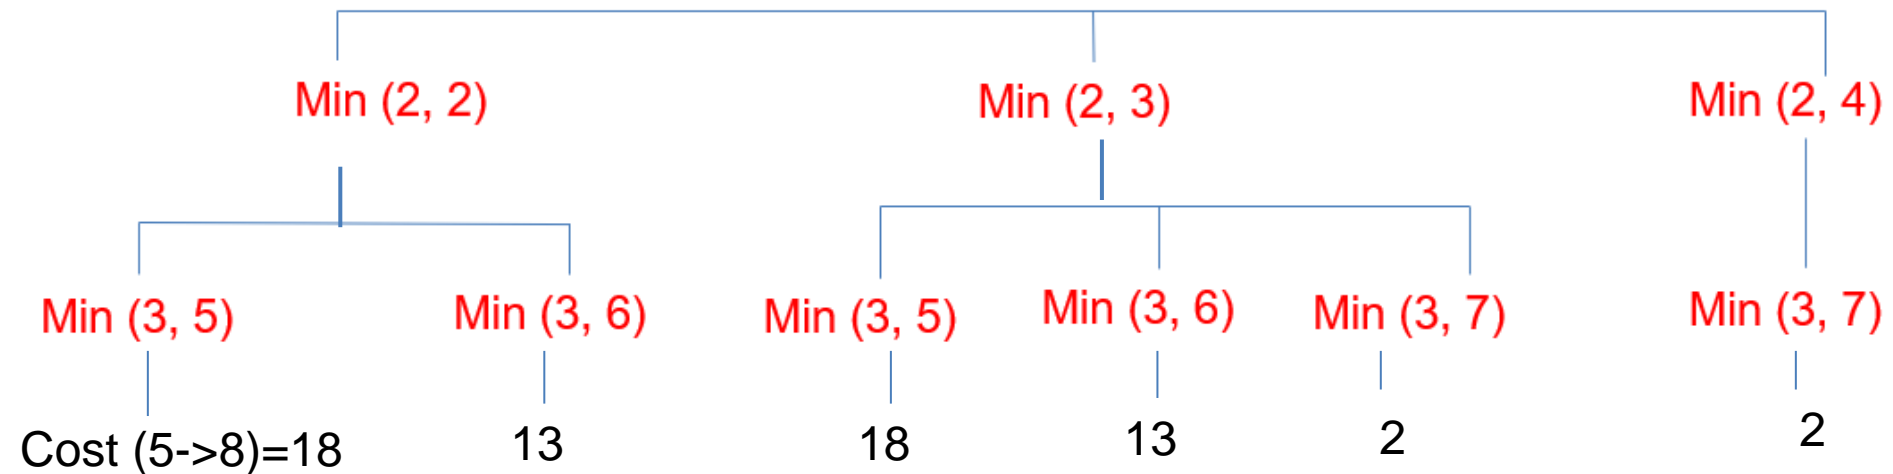 Min (2, 2) Min (2, 3) Min (2, 4)
Min (3, 5) Min (3, 6) Min (3, 5) Min (3, 6) Min (3, 7) Min (3, 7)
Cost (5->8)=18 13 18 13 2 2